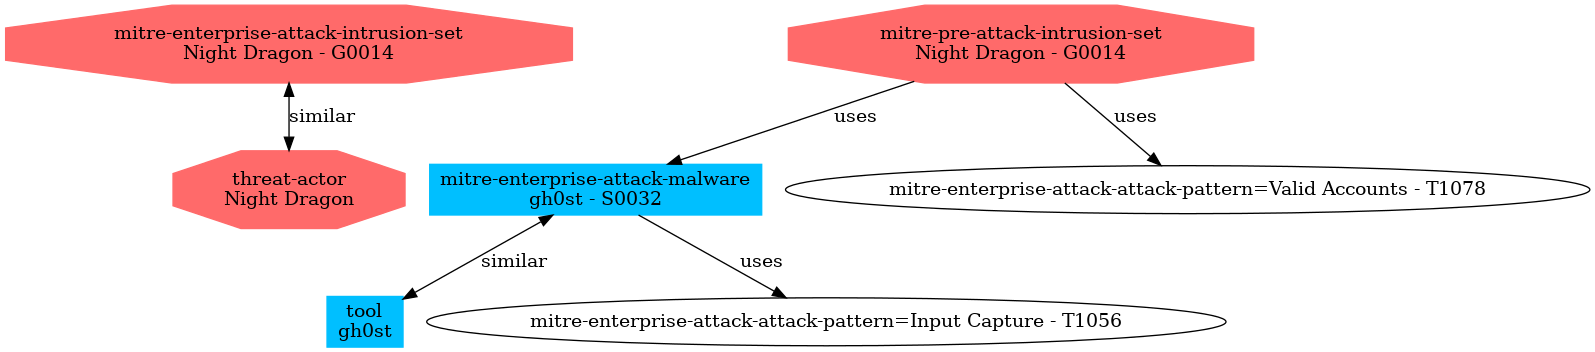 mitre-enterprise-attack-intrusion-set
Night Dragon - G0014
mitre-pre-attack-intrusion-set
Night Dragon - G0014
similar
uses
uses
threat-actor
Night Dragon
mitre-enterprise-attack-malware
gh0st - S0032
mitre-enterprise-attack-attack-pattern=Valid Accounts - T1078
similar
uses
tool
gh0st
mitre-enterprise-attack-attack-pattern=Input Capture - T1056